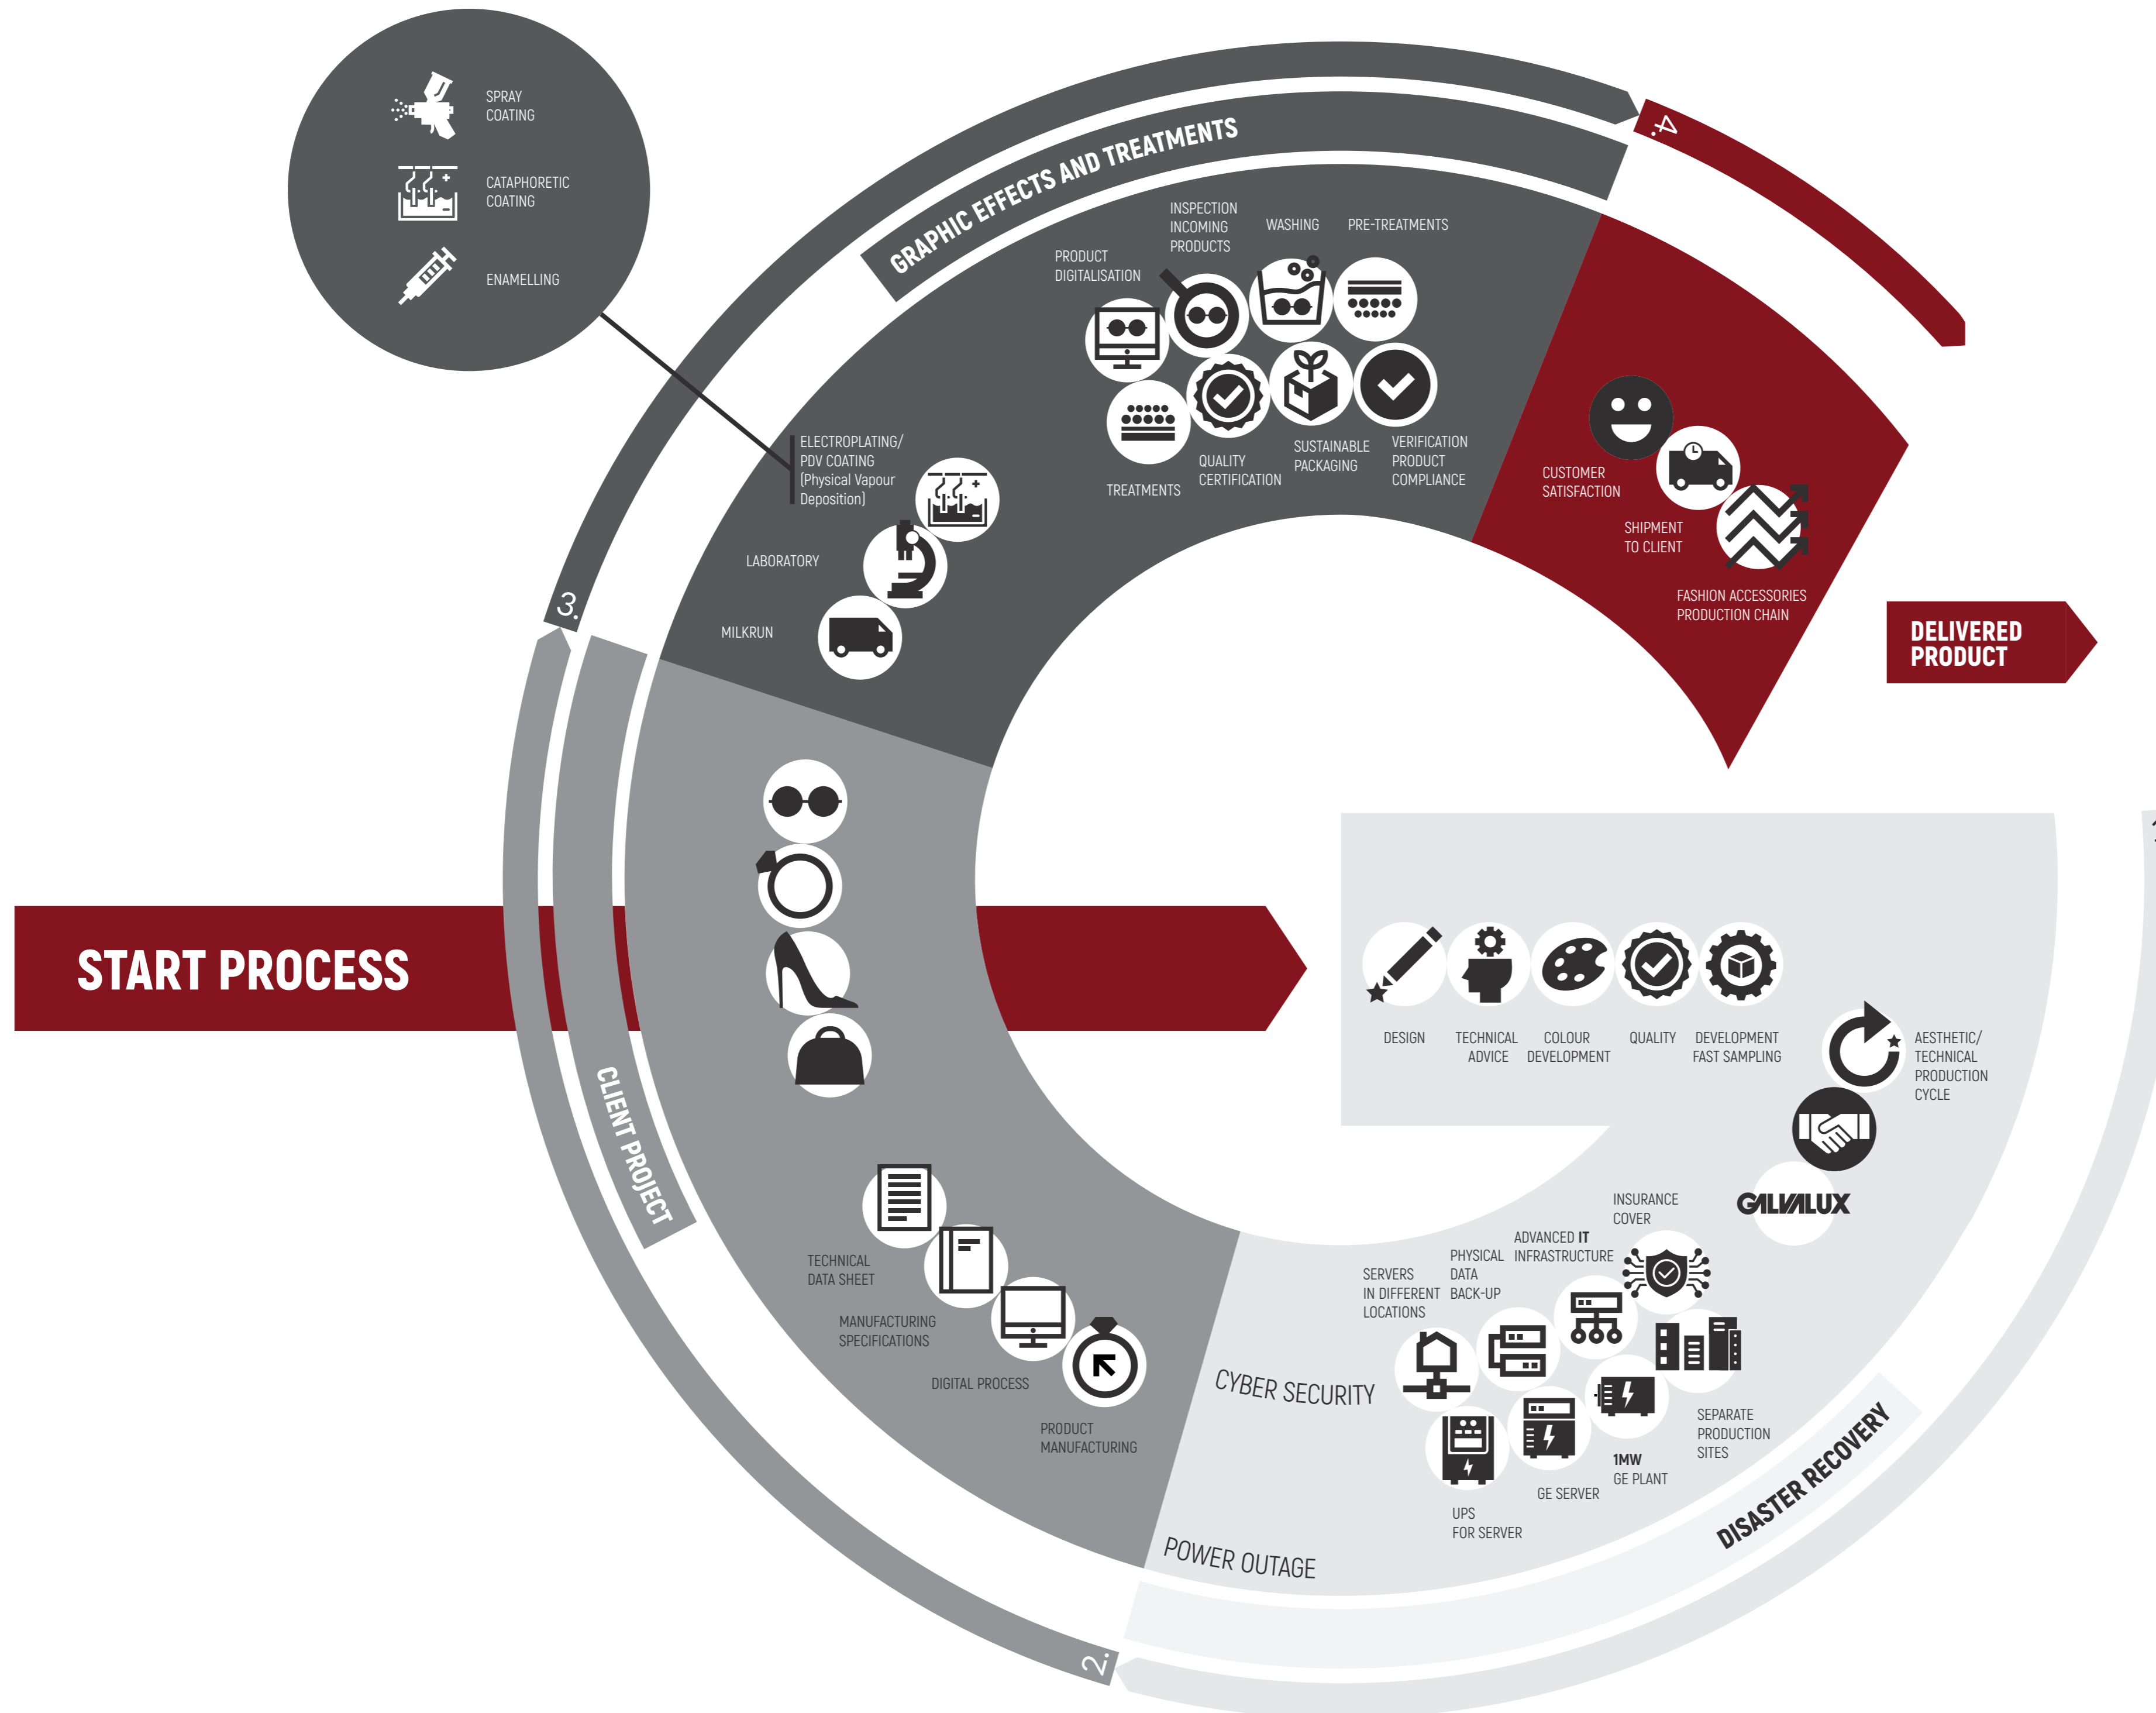 SPRAY
COATING
CATAPHORETIC
COATING
ENAMELLING
GRAPHIC EFFECTS AND TREATMENTS
4.
PRODUCT
DIGITALISATION
INSPECTION
INCOMING
PRODUCTS
WASHING
PRE-TREATMENTS
TREATMENTS
QUALITY
CERTIFICATION
SUSTAINABLE
PACKAGING
VERIFICATION
PRODUCT
COMPLIANCE
ELECTROPLATING/
PDV COATING
(Physical Vapour
Deposition)
LABORATORY
MILKRUN
3.
CUSTOMER
SATISFACTION
SHIPMENT
TO CLIENT
FASHION ACCESSORIES
PRODUCTION CHAIN
DELIVERED
PRODUCT
START PROCESS
CLIENT PROJECT
DESIGN
TECHNICAL
ADVICE
COLOUR
DEVELOPMENT
QUALITY
DEVELOPMENT
FAST SAMPLING
AESTHETIC/
TECHNICAL
PRODUCTION
CYCLE
GALVALUX
INSURANCE
COVER
ADVANCED IT
INFRASTRUCTURE
PHYSICAL
DATA
BACK-UP
SERVERS
IN DIFFERENT
LOCATIONS
TECHNICAL
DATA SHEET
MANUFACTURING
SPECIFICATIONS
DIGITAL PROCESS
PRODUCT
MANUFACTURING
CYBER SECURITY
SEPARATE
PRODUCTION
SITES
1MW
GE PLANT
GE SERVER
UPS
FOR SERVER
POWER OUTAGE
DISASTER RECOVERY
2.